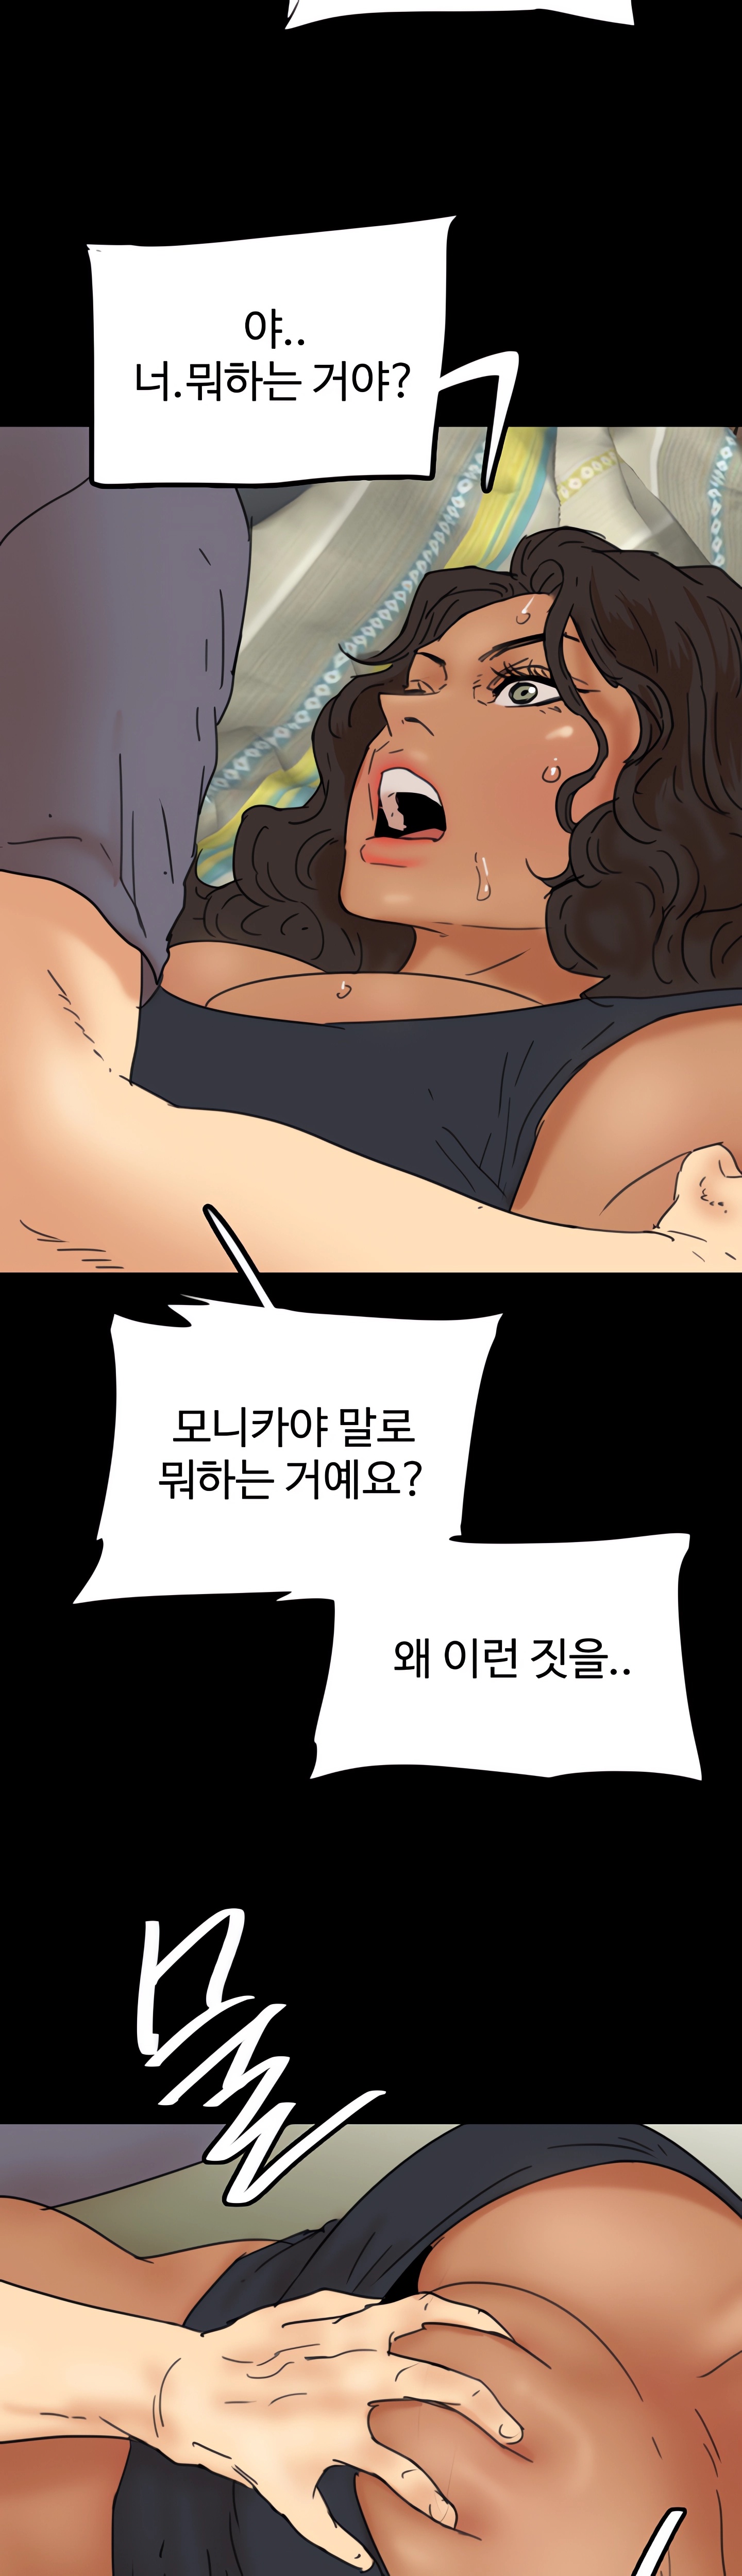 야..
너.뭐하는 거야?
모니카야 말로
뭐하는 거예요?
왜 이런 짓을..